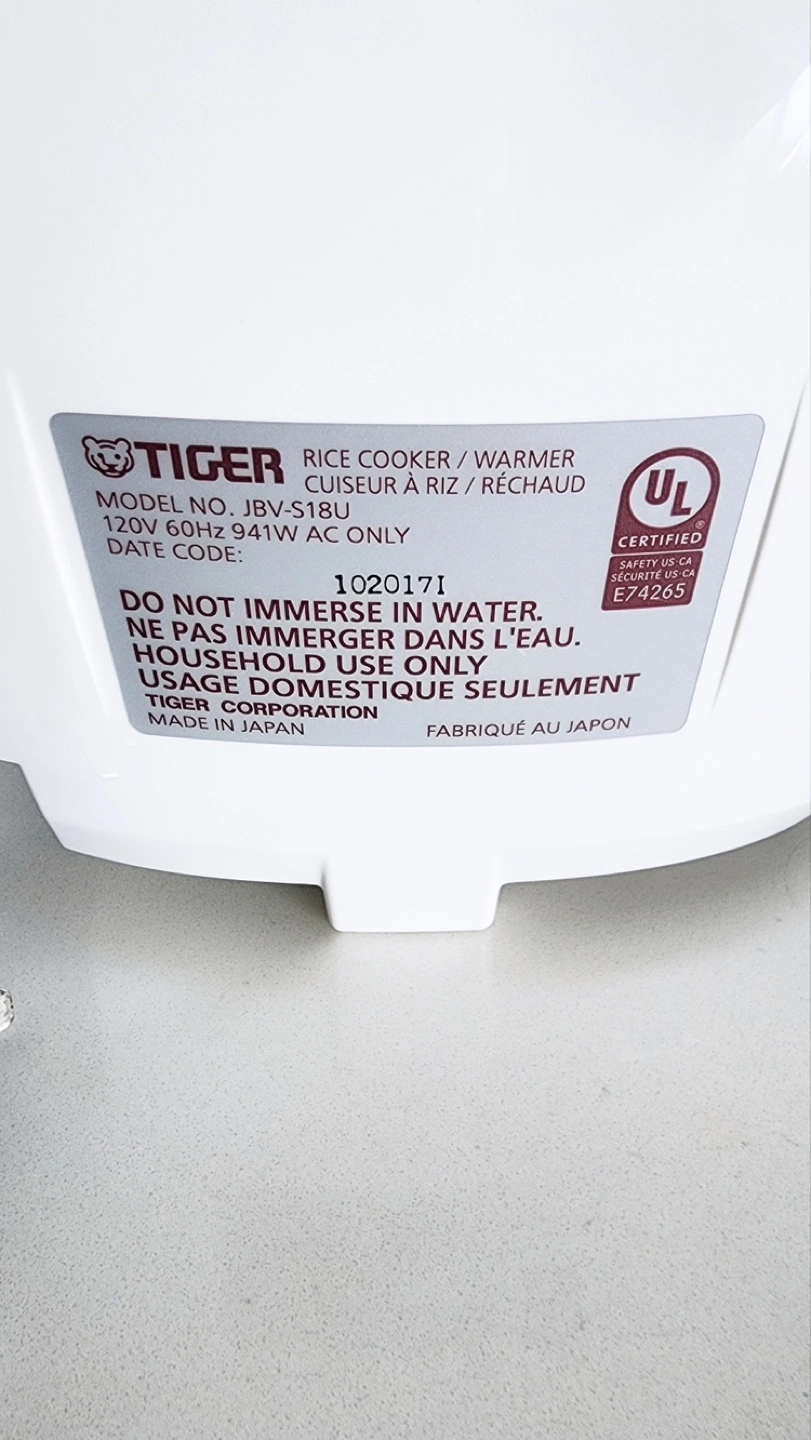 TIGER RICE COOKER / WARMER
CUISEUR À RIZ / RÉCHAUD
MODEL NO. JBV-S18U
120V 60Hz 941W AC ONLY
DATE CODE:
102017I
DO NOT IMMERSE IN WATER.
NE PAS IMMERGER DANS L'EAU.
HOUSEHOLD USE ONLY
USAGE DOMESTIQUE SEULEMENT
TIGER CORPORATION
MADE IN JAPAN FABRIQUÉ AU JAPON
UL ®
CERTIFIED
SAFETY US·CA
SÉCURITÉ US·CA
E74265